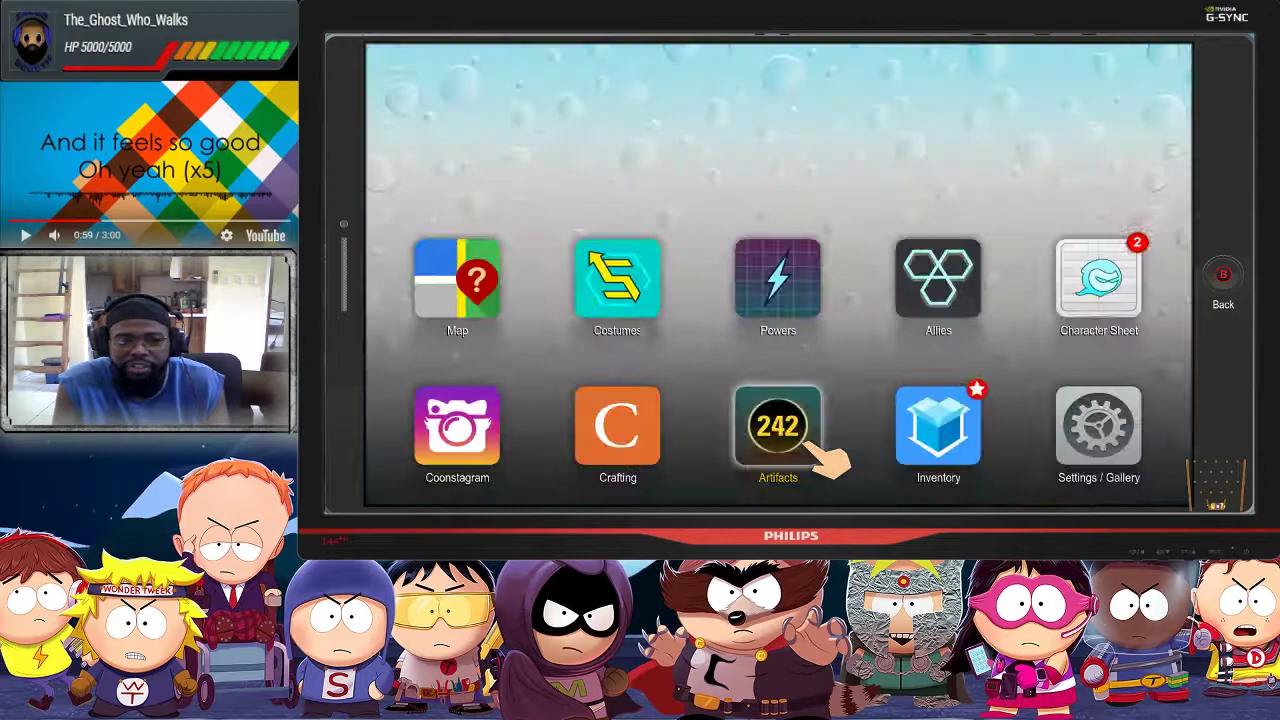 The_Ghost_Who_Walks
HP 5000/5000
And it feels so good
Oh yeah (x5)
0:59 / 3:00
YouTube
NVIDIA
G-SYNC
Map
Costumes
Powers
Allies
2
Character Sheet
B
Back
Coonstagram
C
Crafting
242
Artifacts
Inventory
Settings / Gallery
PHILIPS
WONDER TWEEK
W
T
S
M
C
T
D